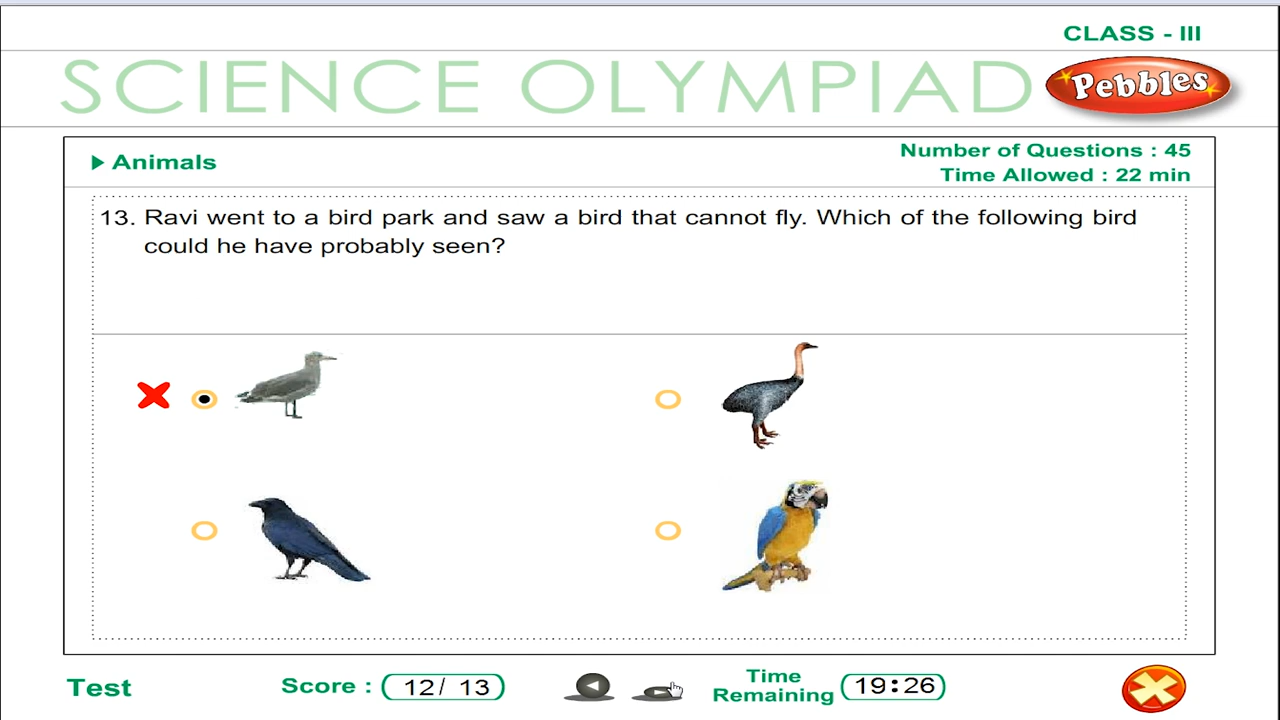 CLASS - III
SCIENCE OLYMPIAD
Pebbles
Animals
Number of Questions : 45
Time Allowed : 22 min
13. Ravi went to a bird park and saw a bird that cannot fly. Which of the following bird
could he have probably seen?
Test
Score : 12/ 13
Time
Remaining
19:26